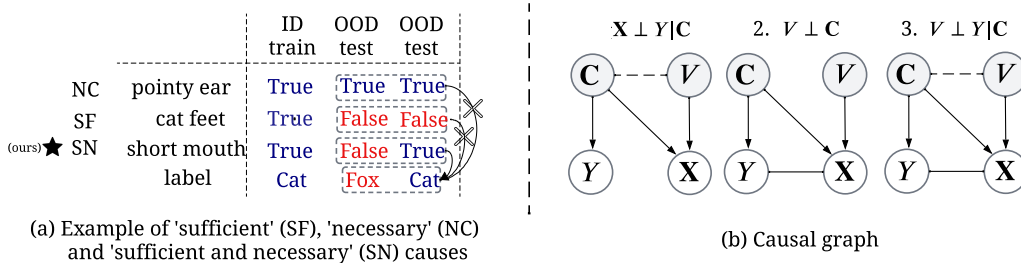 ID OOD OOD
train test test
NC pointy ear True True True
SF cat feet True False False
(ours) SN short mouth True False True
label Cat Fox Cat
(a) Example of 'sufficient' (SF), 'necessary' (NC)
and 'sufficient and necessary' (SN) causes
X ⊥ Y|C 2. V ⊥ C 3. V ⊥ Y|C
C V C V C V
Y X Y X Y X
(b) Causal graph